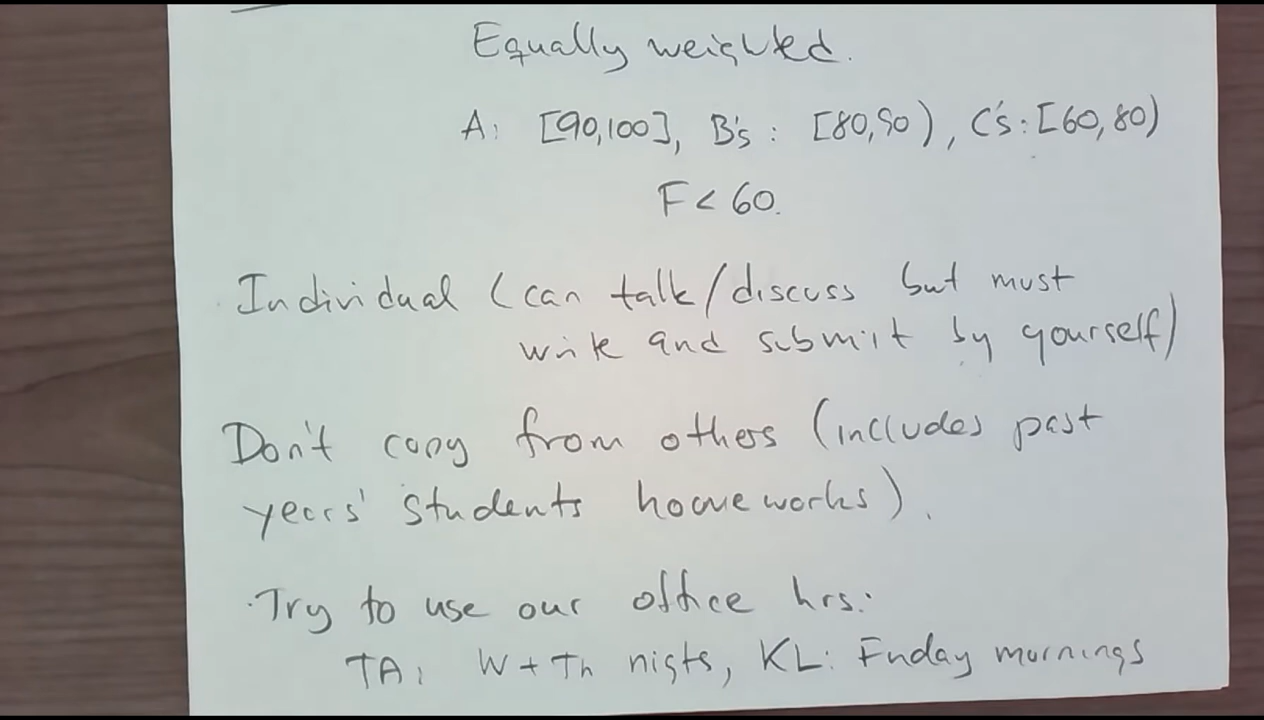 Equally weighted.
A: [90,100], B's: [80,90), C's: [60,80)
F < 60.
Individual (can talk/discuss but must
write and submit by yourself)
Don't copy from others (includes past
years' students homeworks).
Try to use our office hrs:
TA: W + Th nigts, KL: Friday mornings